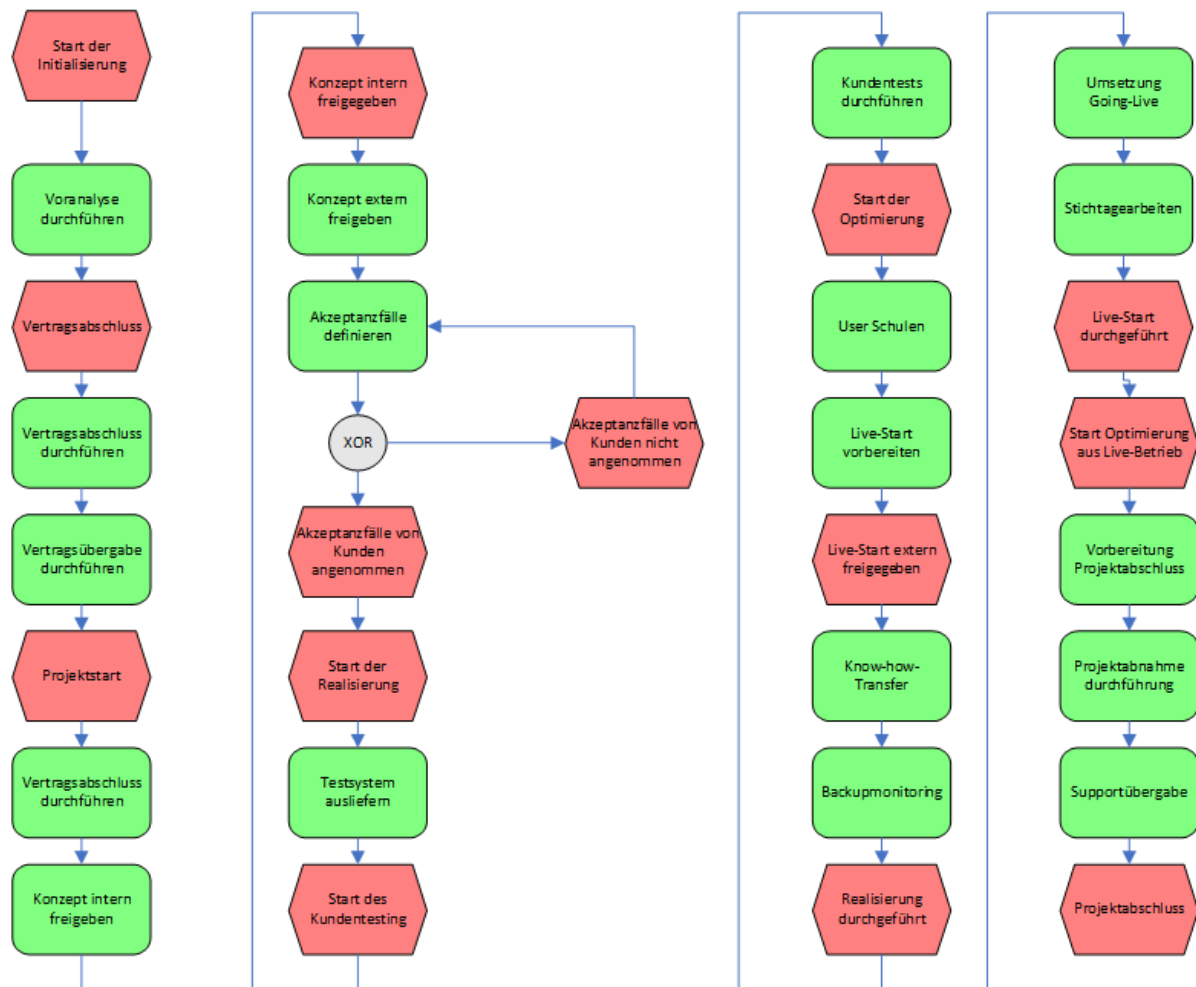 Start der
Initialisierung
Voranalyse
durchführen
Vertragsabschluss
Vertragsabschluss
durchführen
Vertragsübergabe
durchführen
Projektstart
Vertragsabschluss
durchführen
Konzept intern
freigeben
Konzept intern
freigegeben
Konzept extern
freigeben
Akzeptanzfälle
definieren
XOR
Akzeptanzfälle von
Kunden nicht
angenommen
Akzeptanzfälle von
Kunden
angenommen
Start der
Realisierung
Testsystem
ausliefern
Start des
Kundentesting
Kundentests
durchführen
Start der
Optimierung
User Schulen
Live-Start
vorbereiten
Live-Start extern
freigegeben
Know-how-
Transfer
Backupmonitoring
Realisierung
durchgeführt
Umsetzung
Going-Live
Stichtagearbeiten
Live-Start
durchgeführt
Start Optimierung
aus Live-Betrieb
Vorbereitung
Projektabschluss
Projektabnahme
durchführung
Supportübergabe
Projektabschluss